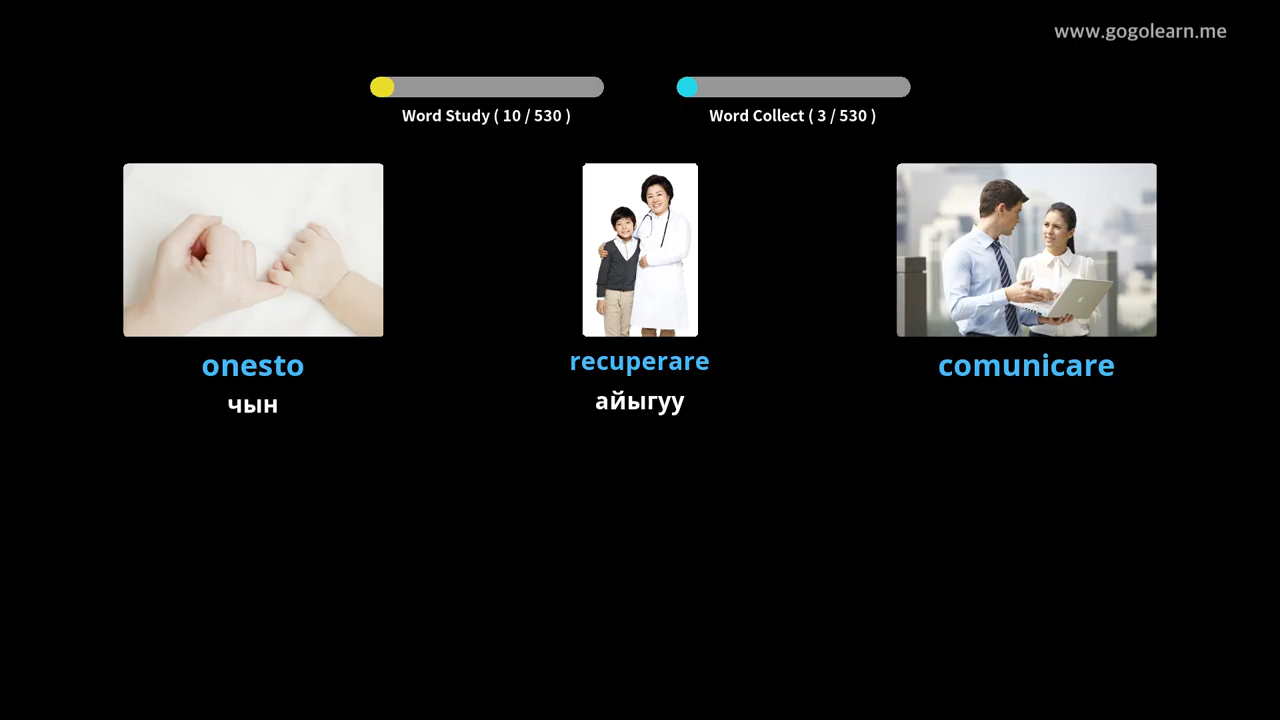 www.gogolearn.me
Word Study ( 10 / 530 )
Word Collect ( 3 / 530 )
onesto
чын
recuperare
айыгуу
comunicare